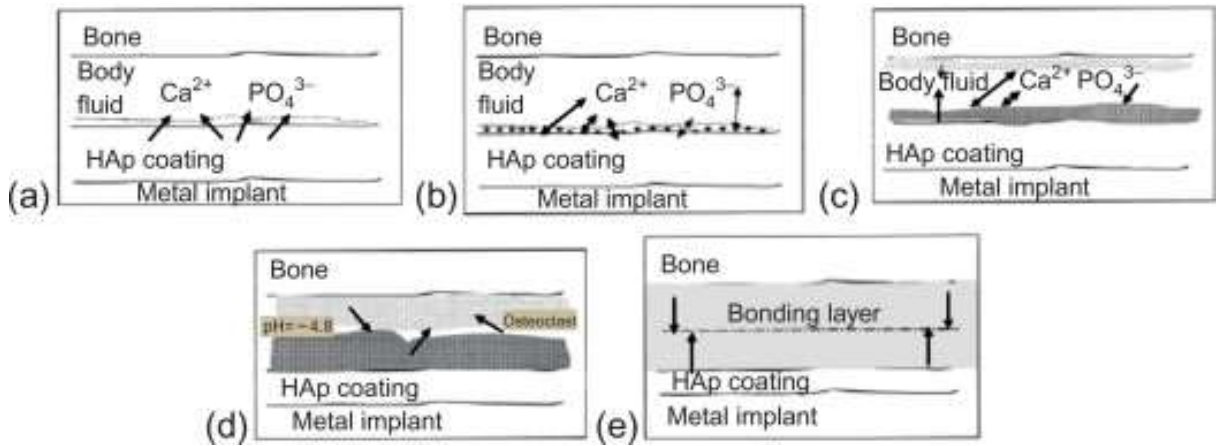 Bone
Body
fluid
Ca²⁺ PO₄³⁻
HAp coating
Metal implant
(a)
Bone
Body
fluid
Ca²⁺ PO₄³⁻
HAp coating
Metal implant
(b)
Bone
Body fluid Ca²⁺ PO₄³⁻
HAp coating
Metal implant
(c)
Bone
pH= ~4.8 Osteoclast
HAp coating
Metal implant
(d)
Bone
Bonding layer
HAp coating
Metal implant
(e)